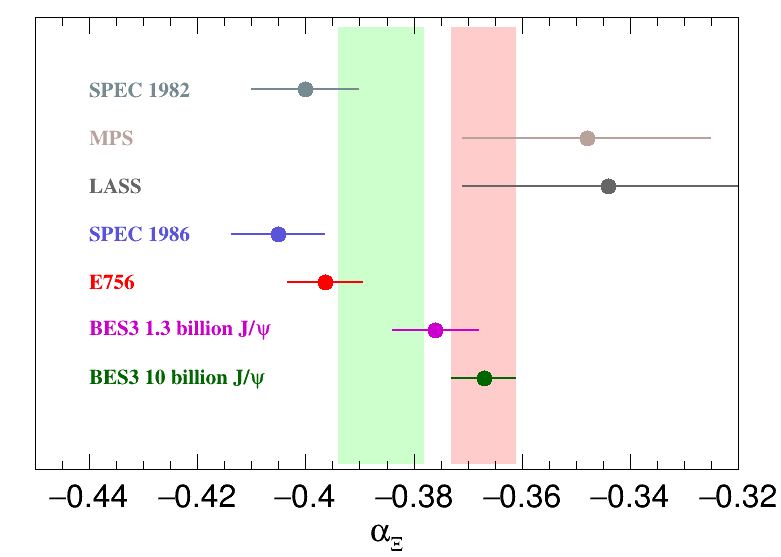 SPEC 1982
MPS
LASS
SPEC 1986
E756
BES3 1.3 billion J/ψ
BES3 10 billion J/ψ
−0.44 −0.42 −0.4 −0.38 −0.36 −0.34 −0.32
α_Ξ